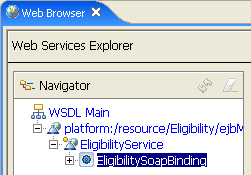 Web Browser
Web Services Explorer
Navigator
WSDL Main
platform:/resource/Eligibility/ejbM
EligibilityService
EligibilitySoapBinding